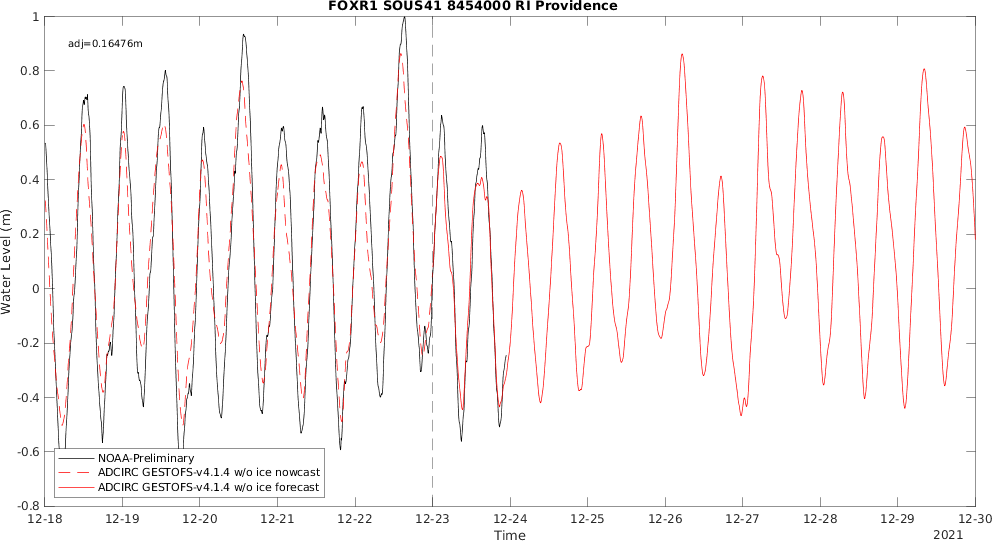 FOXR1 SOUS41 8454000 RI Providence
adj=0.16476m
1
0.8
0.6
0.4
0.2
0
-0.2
-0.4
-0.6
-0.8
Water Level (m)
NOAA-Preliminary
ADCIRC GESTOFS-v4.1.4 w/o ice nowcast
ADCIRC GESTOFS-v4.1.4 w/o ice forecast
12-18 12-19 12-20 12-21 12-22 12-23 12-24 12-25 12-26 12-27 12-28 12-29 12-30
Time
2021